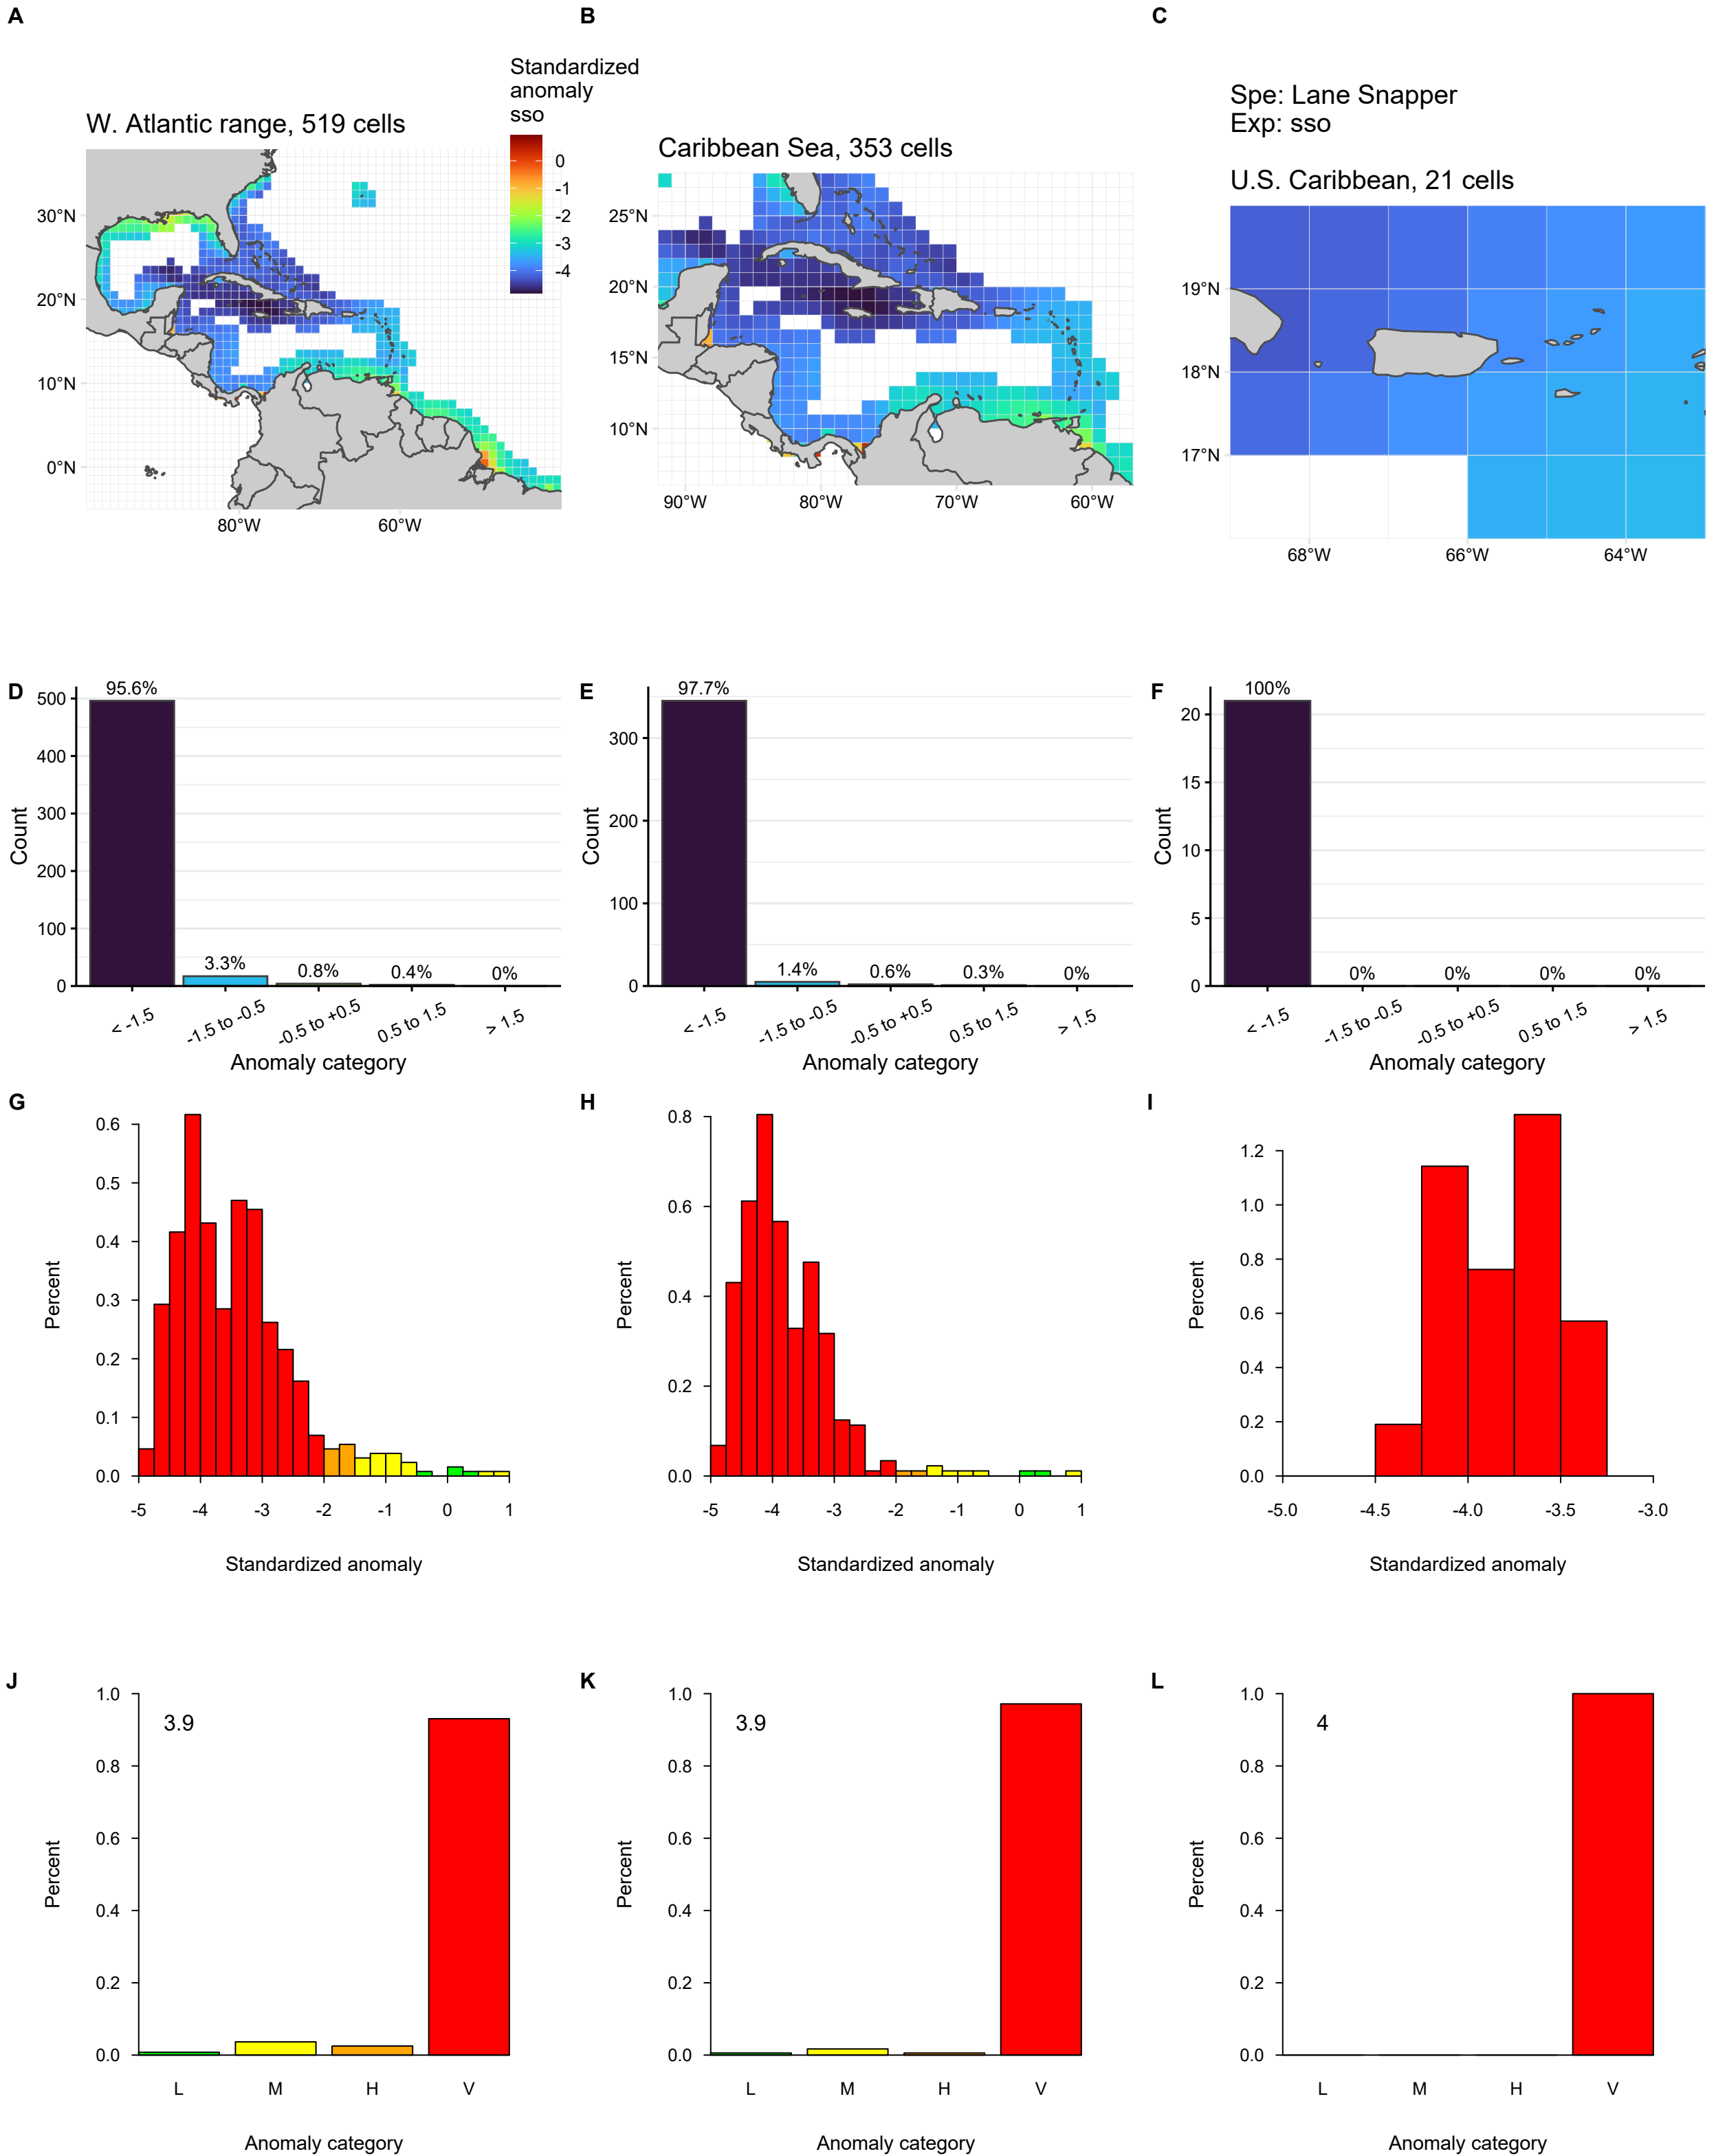 A
B
C
Standardized
anomaly
sso
0
-1
-2
-3
-4
W. Atlantic range, 519 cells
30°N
20°N
10°N
0°N
80°W
60°W
Caribbean Sea, 353 cells
25°N
20°N
15°N
10°N
90°W
80°W
70°W
60°W
Spe: Lane Snapper
Exp: sso
U.S. Caribbean, 21 cells
19°N
18°N
17°N
68°W
66°W
64°W
D
Count
500
400
300
200
100
0
95.6%
3.3%
0.8%
0.4%
0%
< -1.5
-1.5 to -0.5
-0.5 to +0.5
0.5 to 1.5
> 1.5
Anomaly category
E
Count
300
200
100
0
97.7%
1.4%
0.6%
0.3%
0%
< -1.5
-1.5 to -0.5
-0.5 to +0.5
0.5 to 1.5
> 1.5
Anomaly category
F
Count
20
15
10
5
0
100%
0%
0%
0%
0%
< -1.5
-1.5 to -0.5
-0.5 to +0.5
0.5 to 1.5
> 1.5
Anomaly category
G
Percent
0.6
0.5
0.4
0.3
0.2
0.1
0.0
-5
-4
-3
-2
-1
0
1
Standardized anomaly
H
Percent
0.8
0.6
0.4
0.2
0.0
-5
-4
-3
-2
-1
0
1
Standardized anomaly
I
Percent
1.2
1.0
0.8
0.6
0.4
0.2
0.0
-5.0
-4.5
-4.0
-3.5
-3.0
Standardized anomaly
J
Percent
1.0
0.8
0.6
0.4
0.2
0.0
3.9
L
M
H
V
Anomaly category
K
Percent
1.0
0.8
0.6
0.4
0.2
0.0
3.9
L
M
H
V
Anomaly category
L
Percent
1.0
0.8
0.6
0.4
0.2
0.0
4
L
M
H
V
Anomaly category